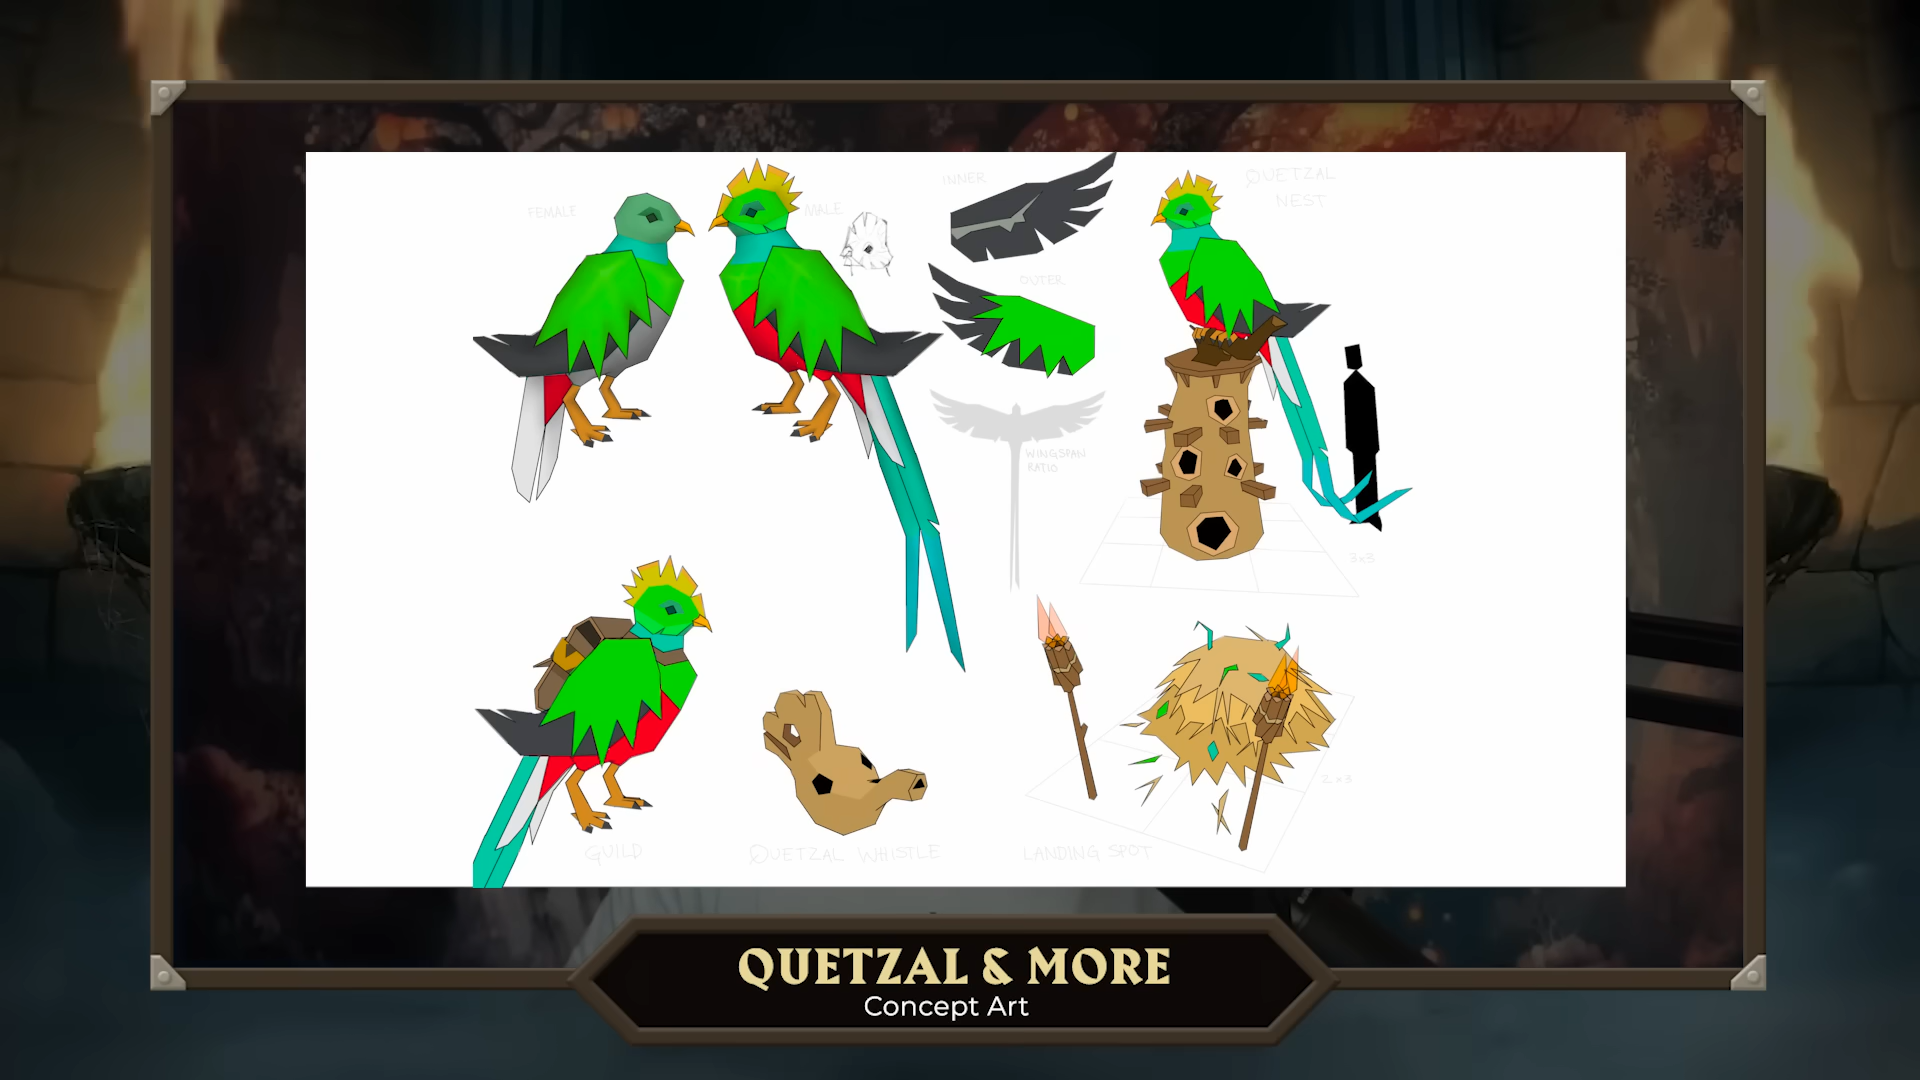 FEMALE
MALE
INNER
OUTER
WINGSPAN
RATIO
QUETZAL
NEST
3x3
GUILD
QUETZAL WHISTLE
LANDING SPOT
2x3
QUETZAL & MORE
Concept Art